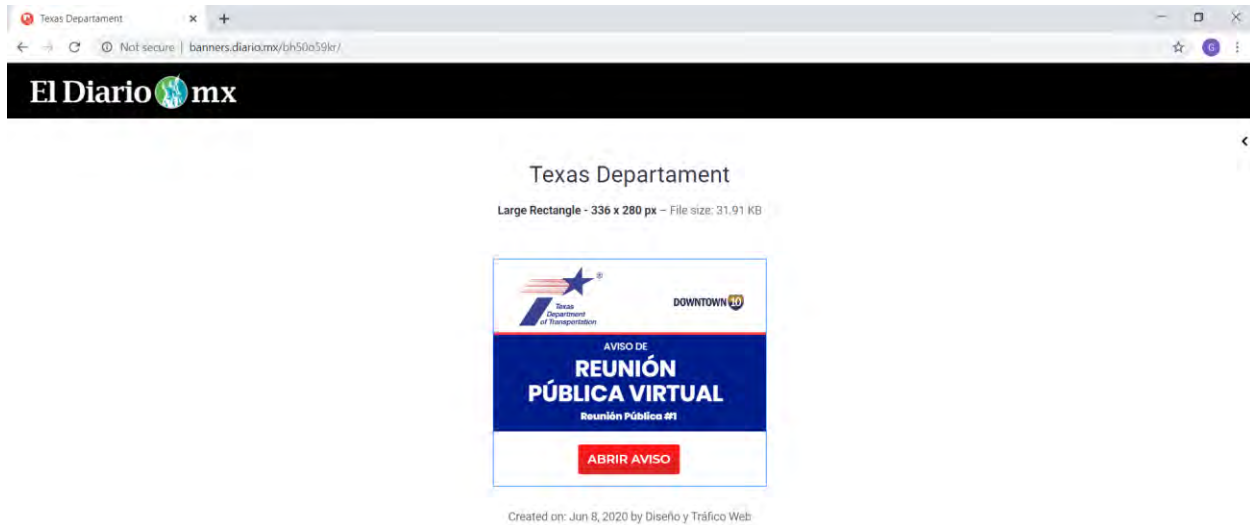 Texas Departament
Not secure | banners.diario.mx/bh50o59kr/
G
El Diario mx
Texas Departament
Large Rectangle - 336 x 280 px – File size: 31.91 KB
®
Texas
Department
of Transportation
DOWNTOWN 10
AVISO DE
REUNIÓN
PÚBLICA VIRTUAL
Reunión Pública #1
ABRIR AVISO
Created on: Jun 8, 2020 by Diseño y Tráfico Web